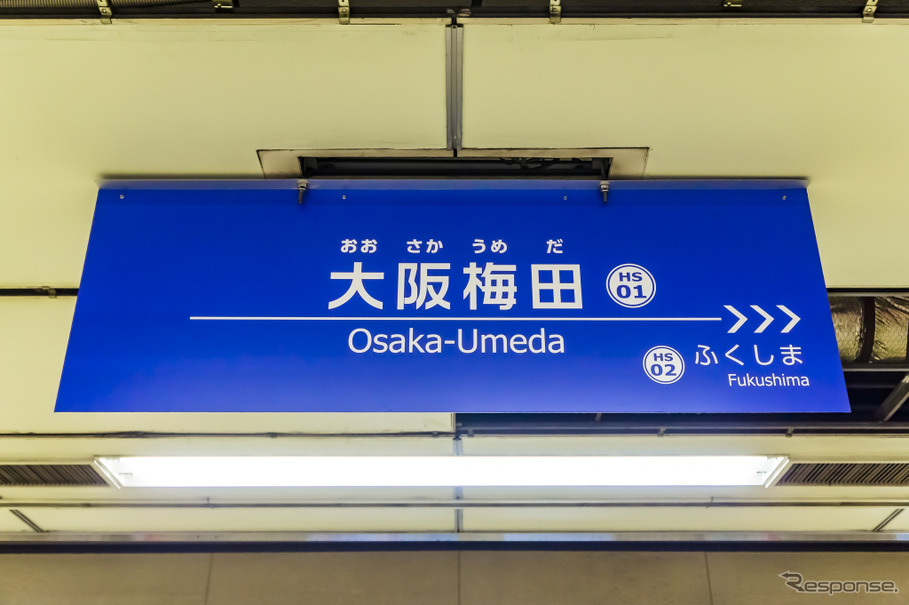 おおさかうめだ
大阪梅田
HS
01
Osaka-Umeda
HS
02
ふくしま
Fukushima
Response.